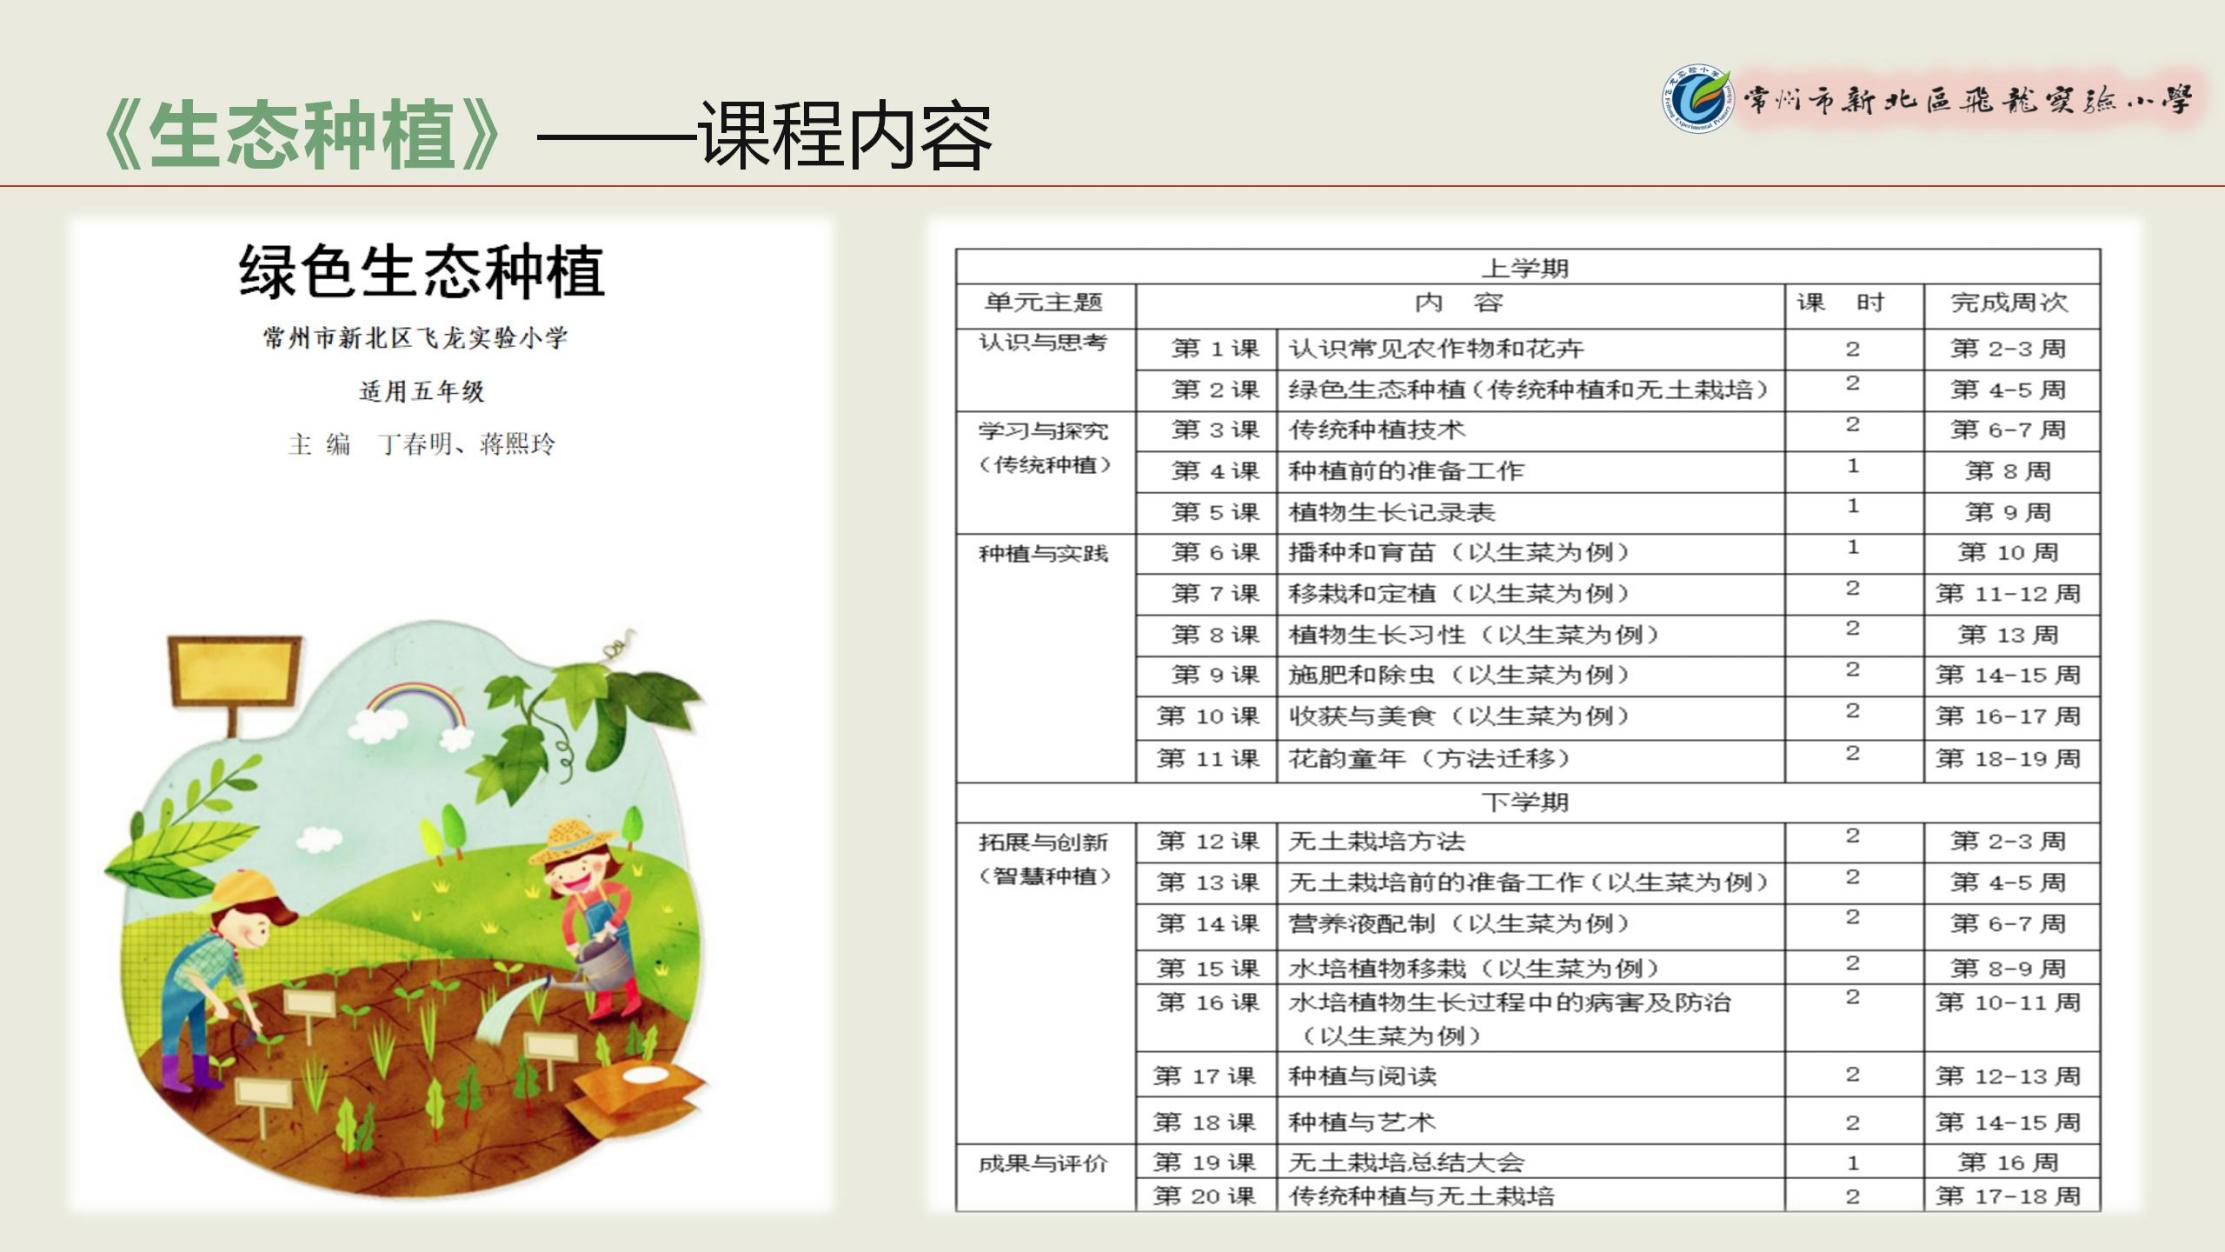 《生态种植》——课程内容
常州市新北區飛龍实验小學
绿色生态种植
常州市新北区飞龙实验小学
适用五年级
主 编 丁春明、蒋熙玲
上学期
单元主题 内 容 课 时 完成周次
认识与思考 第 1 课 认识常见农作物和花卉 2 第 2-3 周
第 2 课 绿色生态种植（传统种植和无土栽培） 2 第 4-5 周
学习与探究 第 3 课 传统种植技术 2 第 6-7 周
（传统种植） 第 4 课 种植前的准备工作 1 第 8 周
第 5 课 植物生长记录表 1 第 9 周
种植与实践 第 6 课 播种和育苗（以生菜为例） 1 第 10 周
第 7 课 移栽和定植（以生菜为例） 2 第 11-12 周
第 8 课 植物生长习性（以生菜为例） 2 第 13 周
第 9 课 施肥和除虫（以生菜为例） 2 第 14-15 周
第 10 课 收获与美食（以生菜为例） 2 第 16-17 周
第 11 课 花韵童年（方法迁移） 2 第 18-19 周
下学期
拓展与创新 第 12 课 无土栽培方法 2 第 2-3 周
（智慧种植） 第 13 课 无土栽培前的准备工作（以生菜为例） 2 第 4-5 周
第 14 课 营养液配制（以生菜为例） 2 第 6-7 周
第 15 课 水培植物移栽（以生菜为例） 2 第 8-9 周
第 16 课 水培植物生长过程中的病害及防治 2 第 10-11 周
（以生菜为例）
第 17 课 种植与阅读 2 第 12-13 周
第 18 课 种植与艺术 2 第 14-15 周
成果与评价 第 19 课 无土栽培总结大会 1 第 16 周
第 20 课 传统种植与无土栽培 2 第 17-18 周